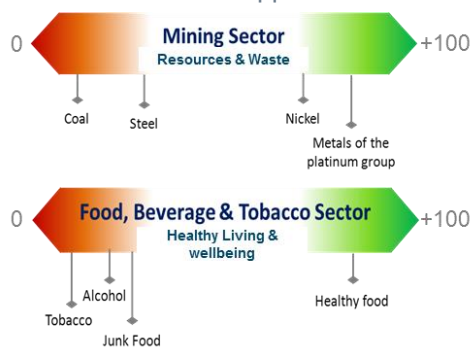 0
Mining Sector
+100
Resources & Waste
Coal
Steel
Nickel
Metals of the
platinum group
0
Food, Beverage & Tobacco Sector
+100
Healthy Living &
wellbeing
Tobacco
Alcohol
Junk Food
Healthy food